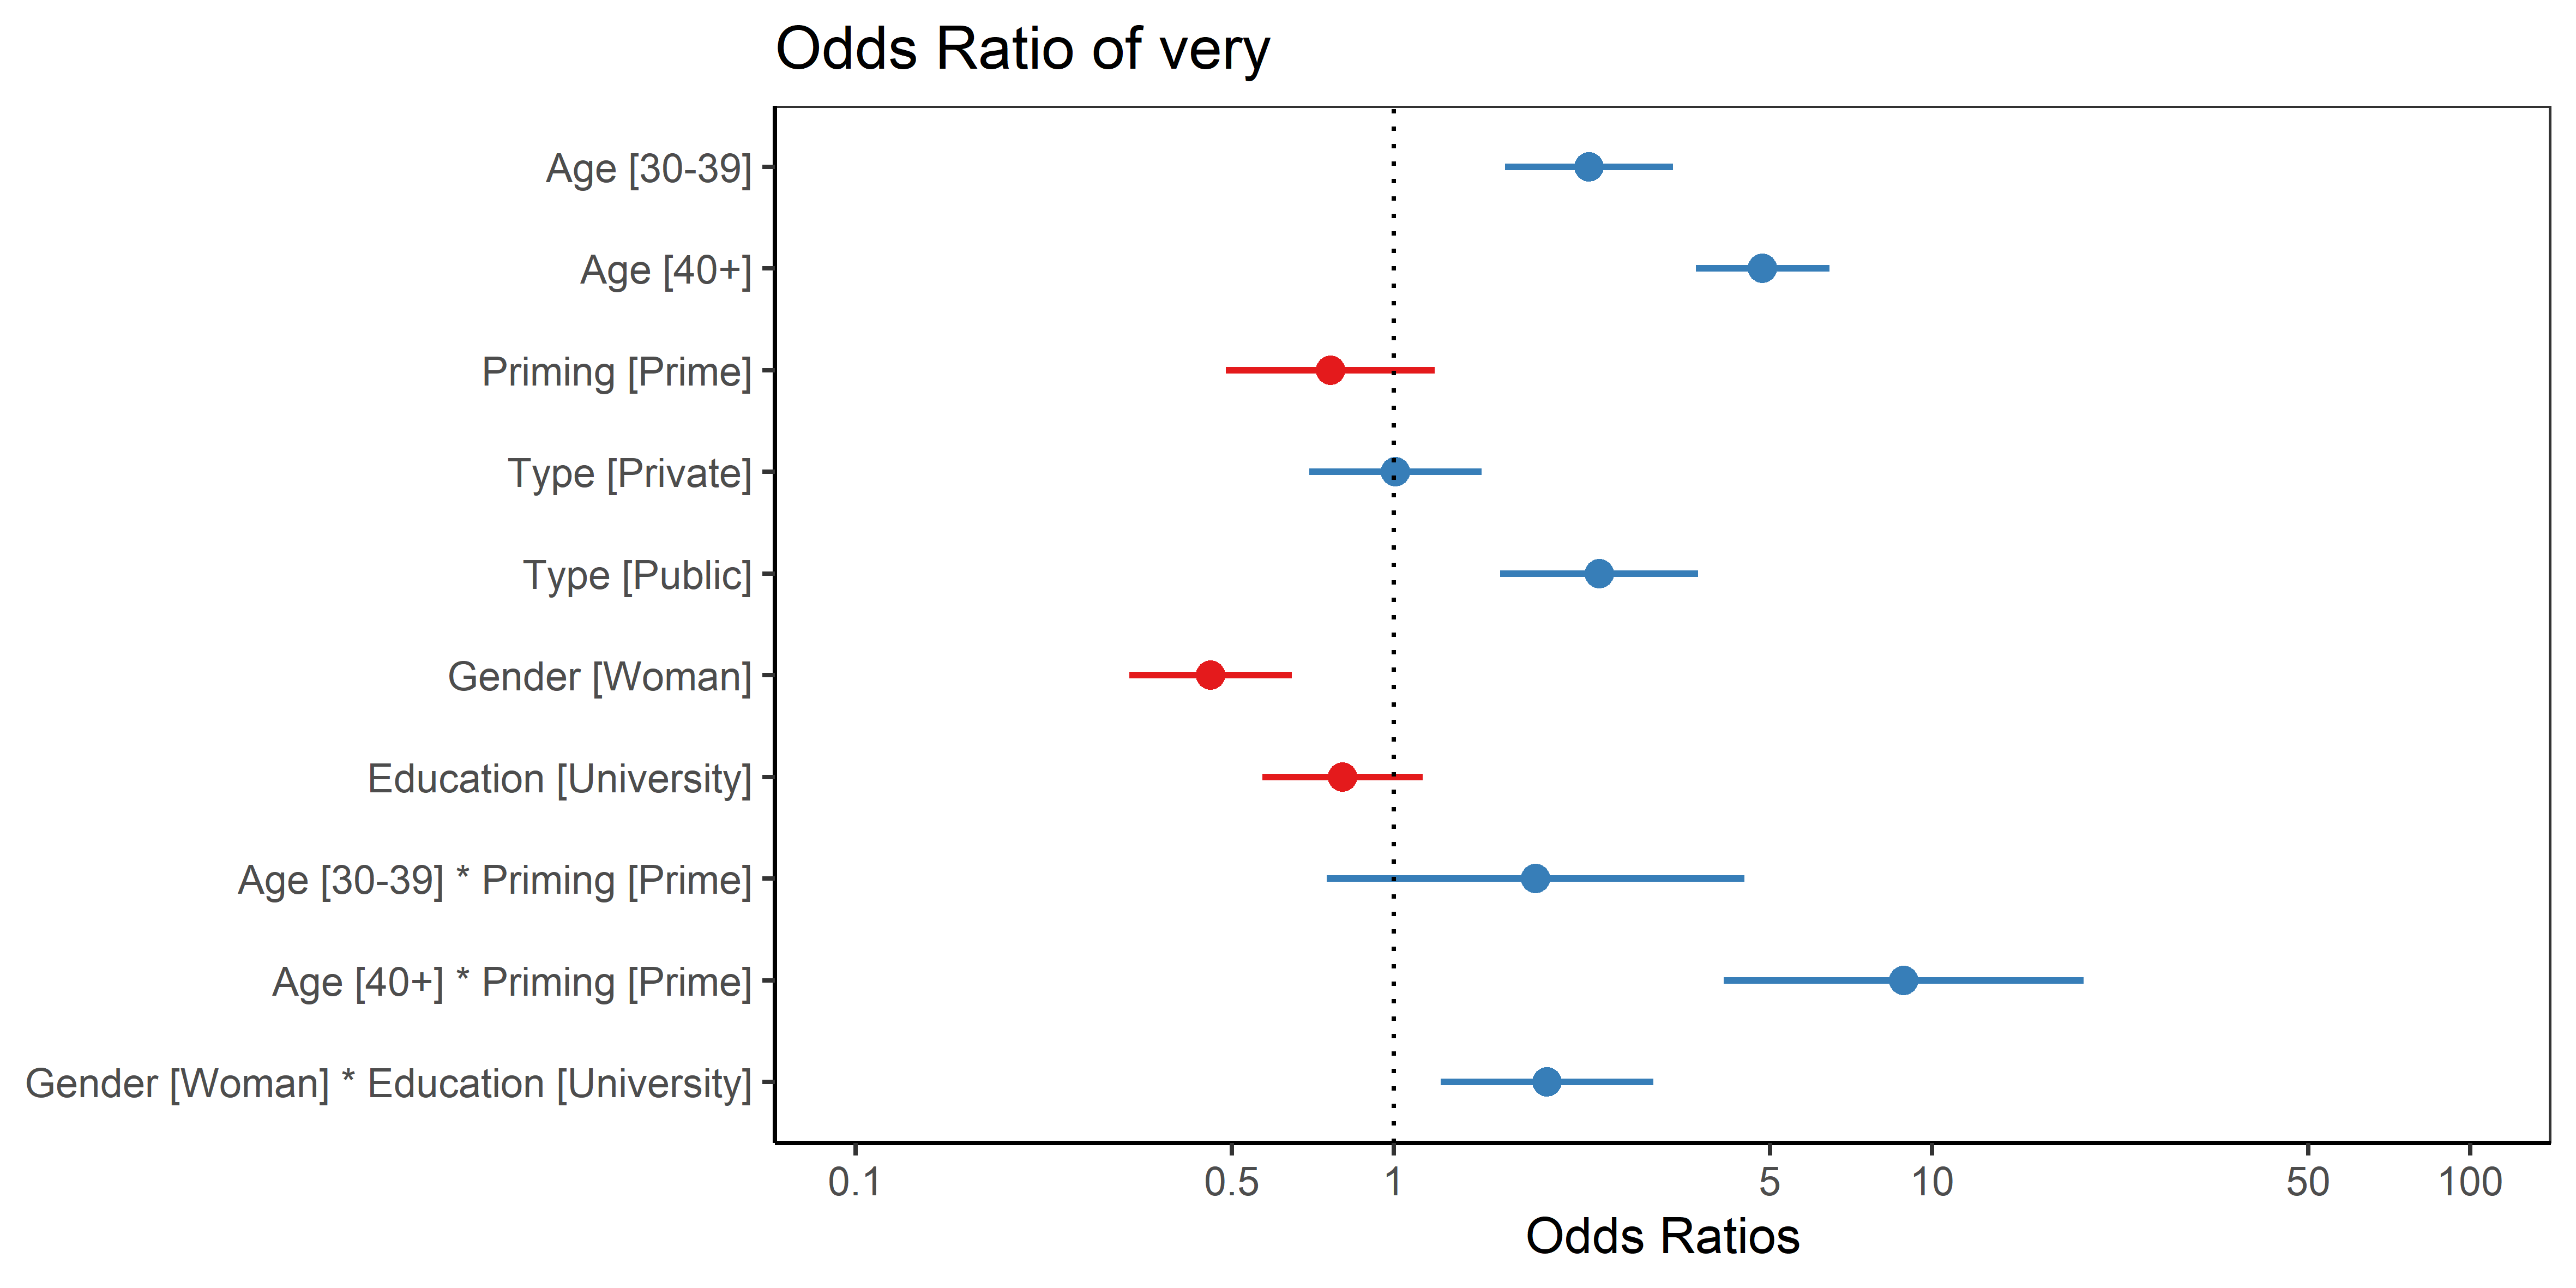 Odds Ratio of very
Age [30-39]
Age [40+]
Priming [Prime]
Type [Private]
Type [Public]
Gender [Woman]
Education [University]
Age [30-39] * Priming [Prime]
Age [40+] * Priming [Prime]
Gender [Woman] * Education [University]
0.1 0.5 1 5 10 50 100
Odds Ratios